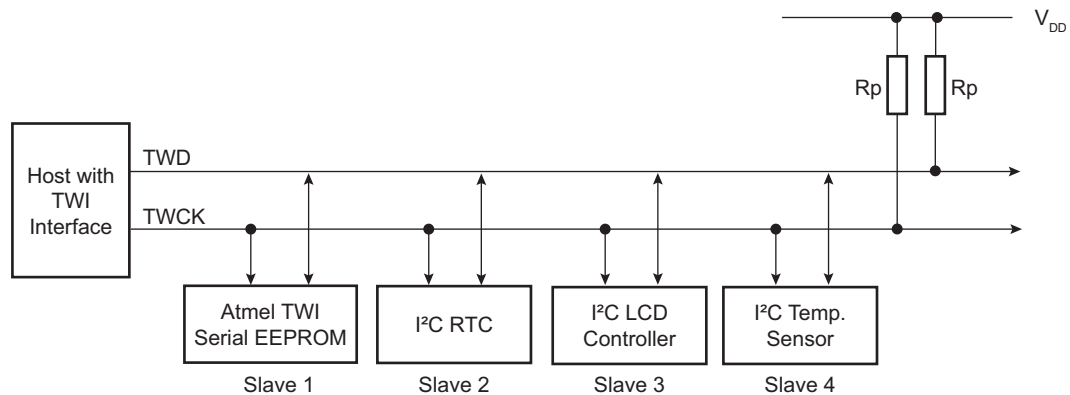 V_DD
Rp
Rp
Host with
TWI
Interface
TWD
TWCK
Atmel TWI
Serial EEPROM
I²C RTC
I²C LCD
Controller
I²C Temp.
Sensor
Slave 1
Slave 2
Slave 3
Slave 4